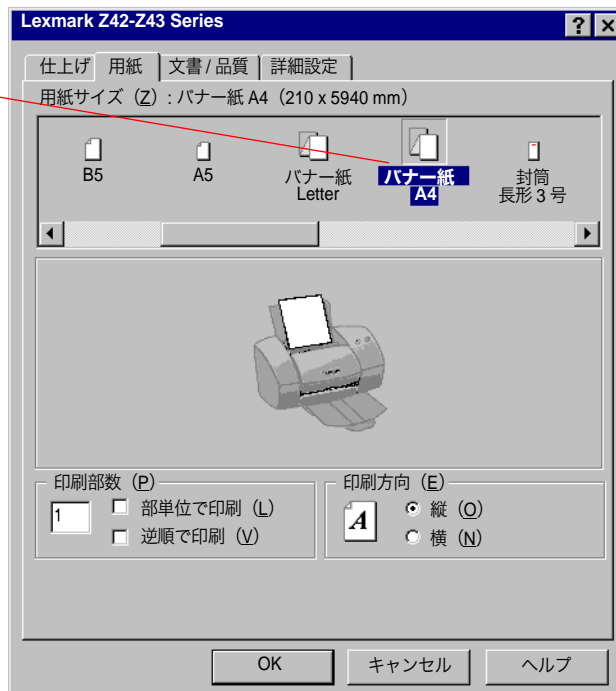 Lexmark Z42-Z43 Series
仕上げ 用紙 文書 / 品質 詳細設定
用紙サイズ（Z）: バナー紙 A4（210 x 5940 mm）
B5
A5
バナー紙
Letter
バナー紙
A4
封筒
長形 3 号
印刷部数（P）
1
部単位で印刷（L）
逆順で印刷（V）
印刷方向（E）
A
縦（O）
横（N）
OK キャンセル ヘルプ